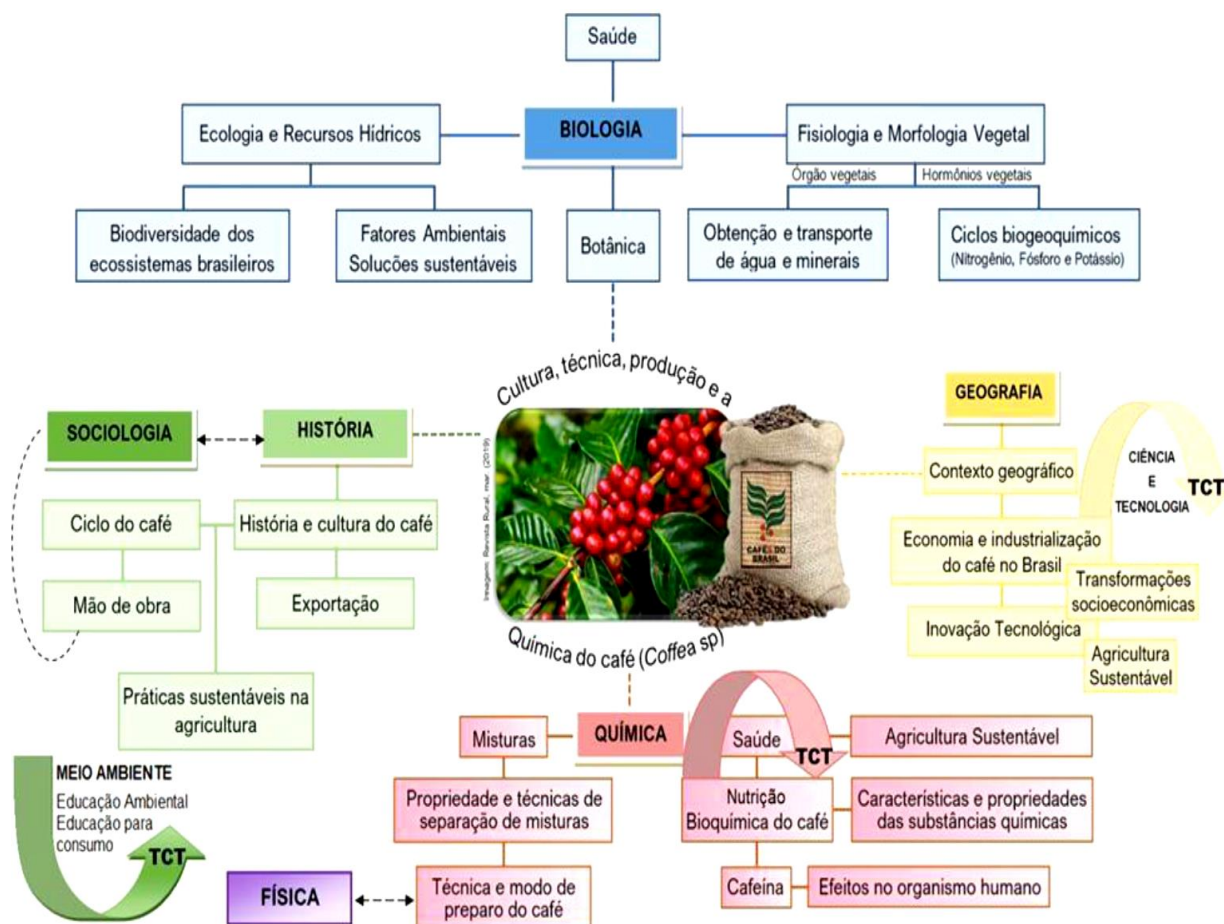 Saúde
Ecologia e Recursos Hídricos
BIOLOGIA
Fisiologia e Morfologia Vegetal
Órgão vegetais
Hormônios vegetais
Biodiversidade dos
ecossistemas brasileiros
Fatores Ambientais
Soluções sustentáveis
Botânica
Obtenção e transporte
de água e minerais
Ciclos biogeoquímicos
(Nitrogênio, Fósforo e Potássio)
Cultura, técnica, produção e a
Química do café (Coffea sp)
Imnagem: Revista Rural, mar, (2019)
CAFÉS DO
BRASIL
SOCIOLOGIA
HISTÓRIA
Ciclo do café
História e cultura do café
Mão de obra
Exportação
Práticas sustentáveis na
agricultura
MEIO AMBIENTE
Educação Ambiental
Educação para
consumo
TCT
GEOGRAFIA
Contexto geográfico
CIÊNCIA
E
TECNOLOGIA
TCT
Economia e industrialização
do café no Brasil
Transformações
socioeconômicas
Inovação Tecnológica
Agricultura
Sustentável
Misturas
QUÍMICA
Saúde
TCT
Agricultura Sustentável
Propriedade e técnicas de
separação de misturas
Nutrição
Bioquímica do café
Características e propriedades
das substâncias químicas
FÍSICA
Técnica e modo de
preparo do café
Cafeína
Efeitos no organismo humano